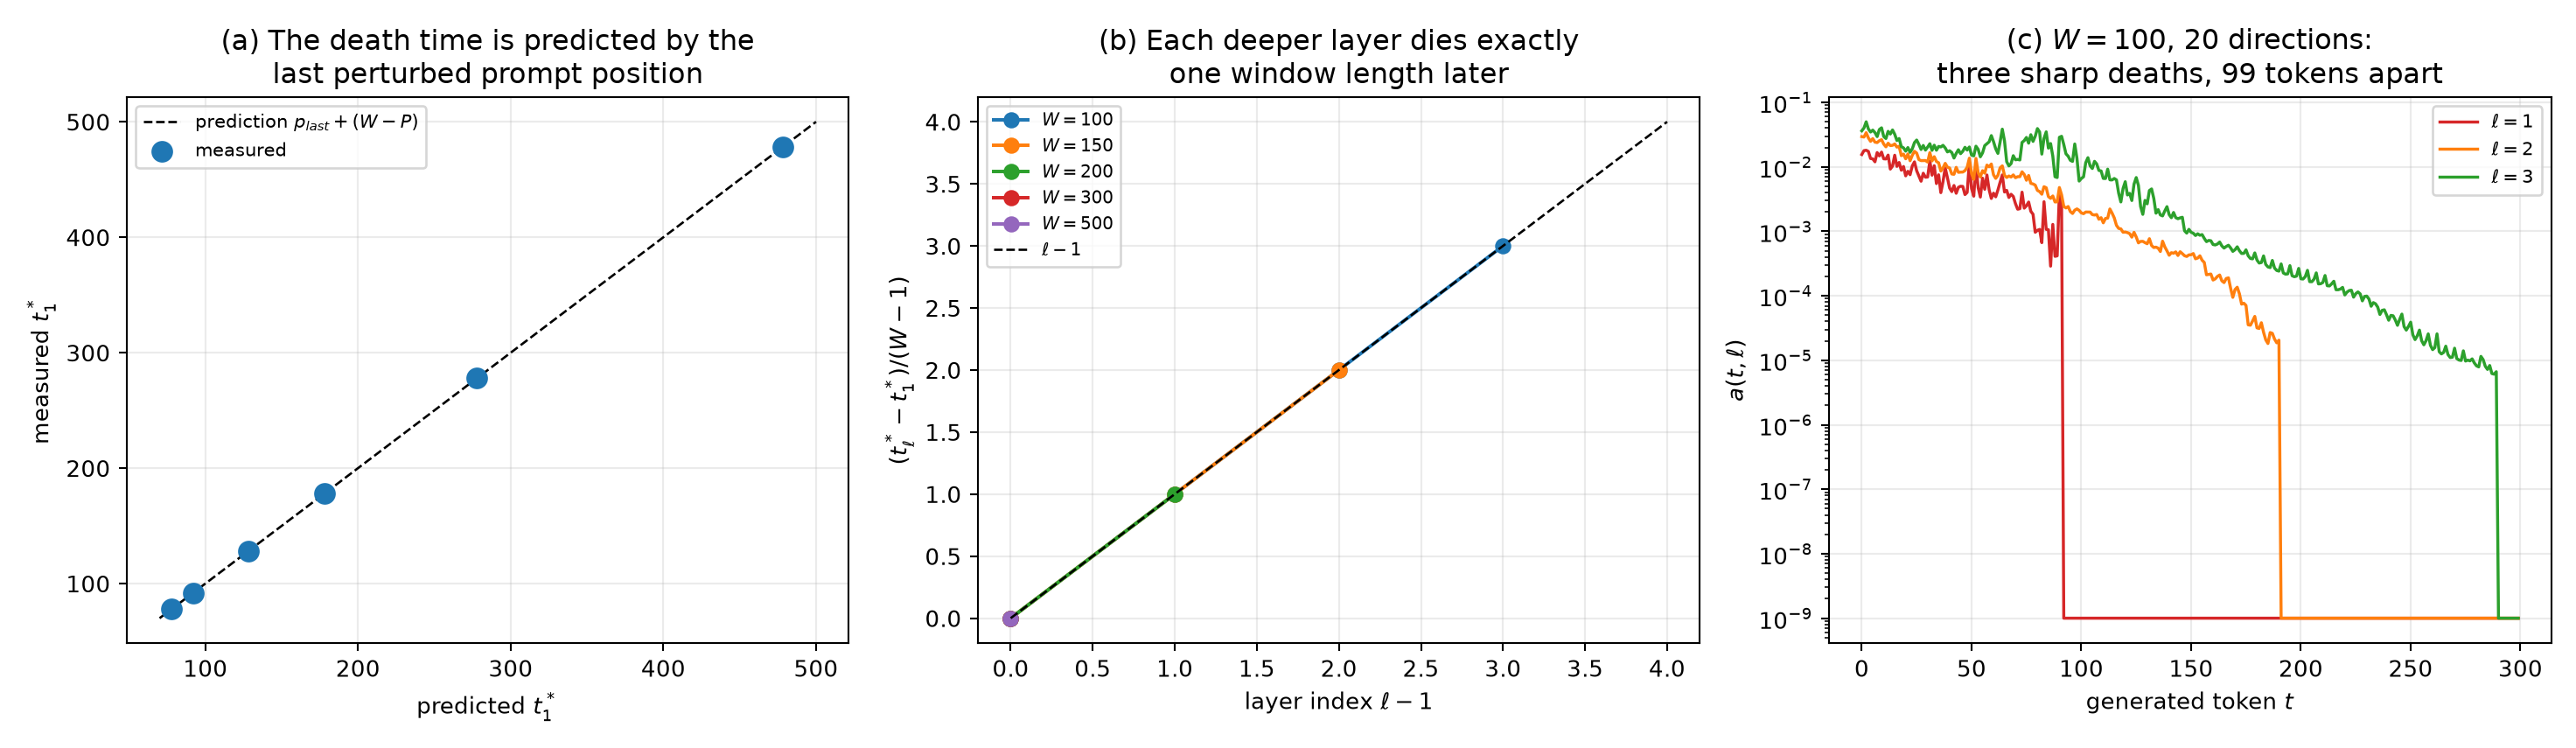 (a) The death time is predicted by the
last perturbed prompt position
prediction p_last + (W − P)
measured
500
400
300
200
100
measured t₁*
100 200 300 400 500
predicted t₁*
(b) Each deeper layer dies exactly
one window length later
W = 100
W = 150
W = 200
W = 300
W = 500
ℓ − 1
4.0
3.5
3.0
2.5
2.0
1.5
1.0
0.5
0.0
(t_ℓ* − t₁*)/(W − 1)
0.0 0.5 1.0 1.5 2.0 2.5 3.0 3.5 4.0
layer index ℓ − 1
(c) W = 100, 20 directions:
three sharp deaths, 99 tokens apart
ℓ = 1
ℓ = 2
ℓ = 3
10⁻¹
10⁻²
10⁻³
10⁻⁴
10⁻⁵
10⁻⁶
10⁻⁷
10⁻⁸
10⁻⁹
a(t, ℓ)
0 50 100 150 200 250 300
generated token t